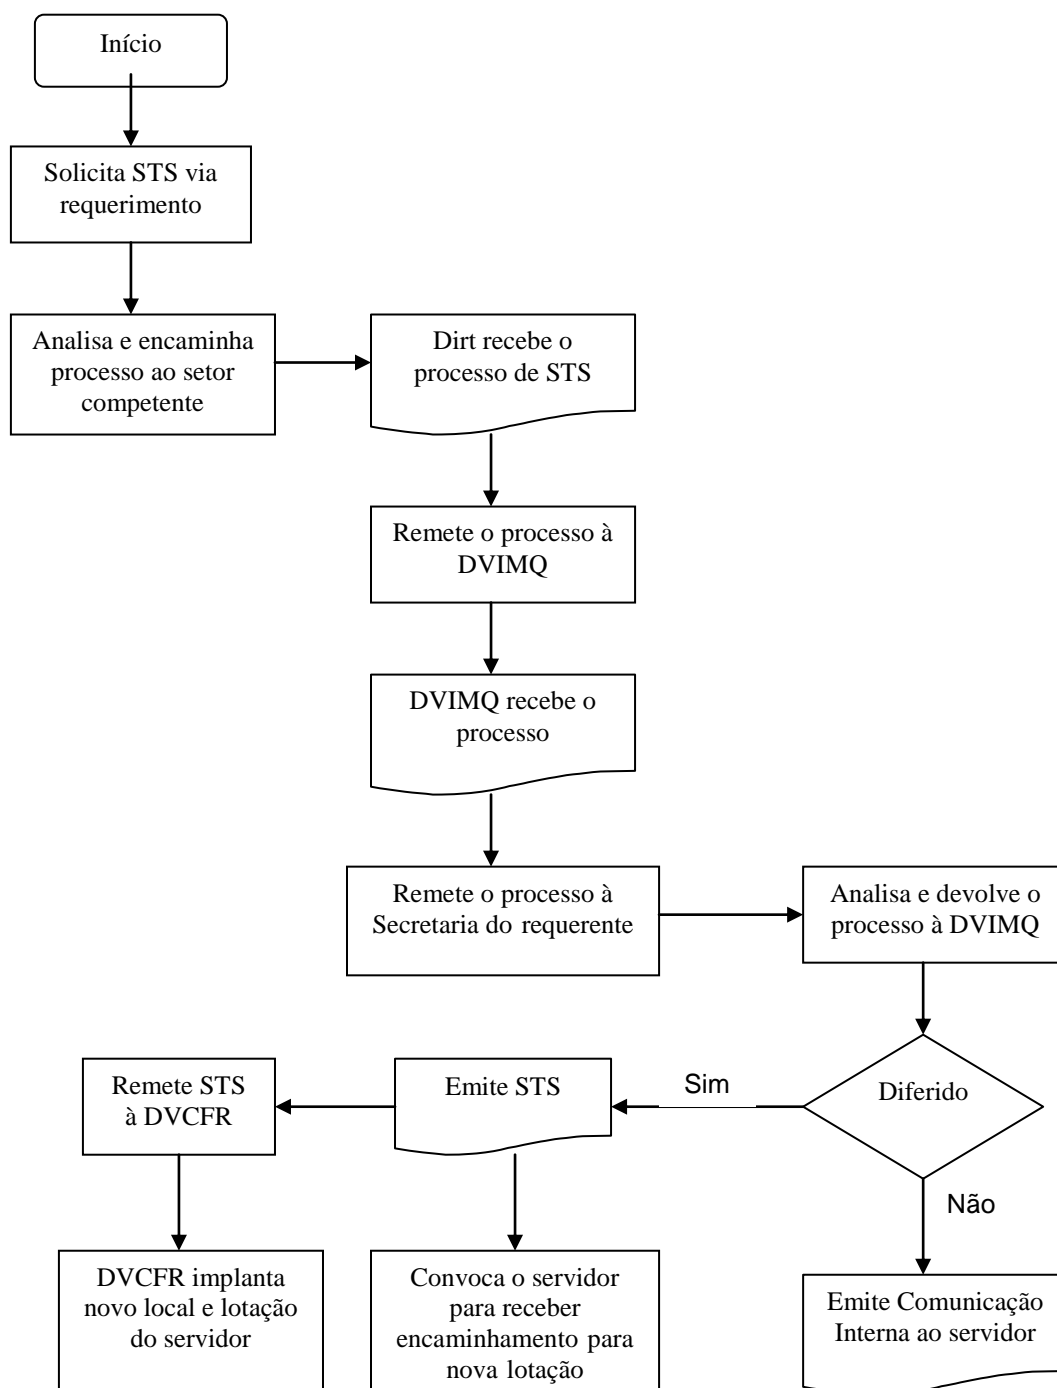 Início
Solicita STS via
requerimento
Analisa e encaminha
processo ao setor
competente
Dirt recebe o
processo de STS
Remete o processo à
DVIMQ
DVIMQ recebe o
processo
Remete o processo à
Secretaria do requerente
Analisa e devolve o
processo à DVIMQ
Diferido
Sim
Não
Emite STS
Remete STS
à DVCFR
DVCFR implanta
novo local e lotação
do servidor
Convoca o servidor
para receber
encaminhamento para
nova lotação
Emite Comunicação
Interna ao servidor